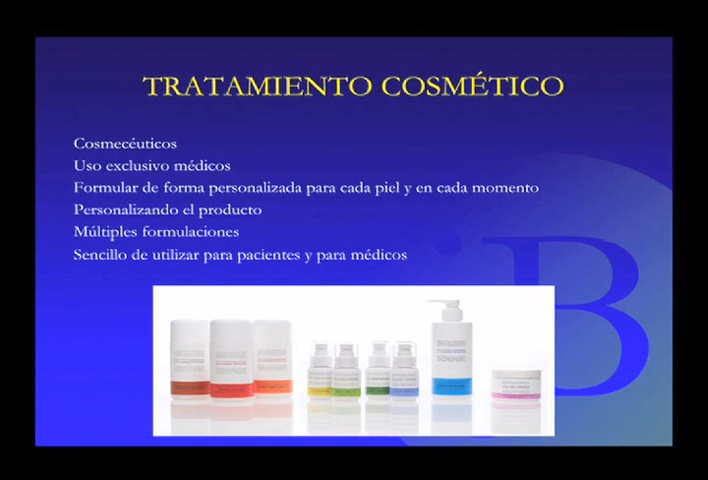 TRATAMIENTO COSMÉTICO
Cosmecéuticos
Uso exclusivo médicos
Formular de forma personalizada para cada piel y en cada momento
Personalizando el producto
Múltiples formulaciones
Sencillo de utilizar para pacientes y para médicos
B